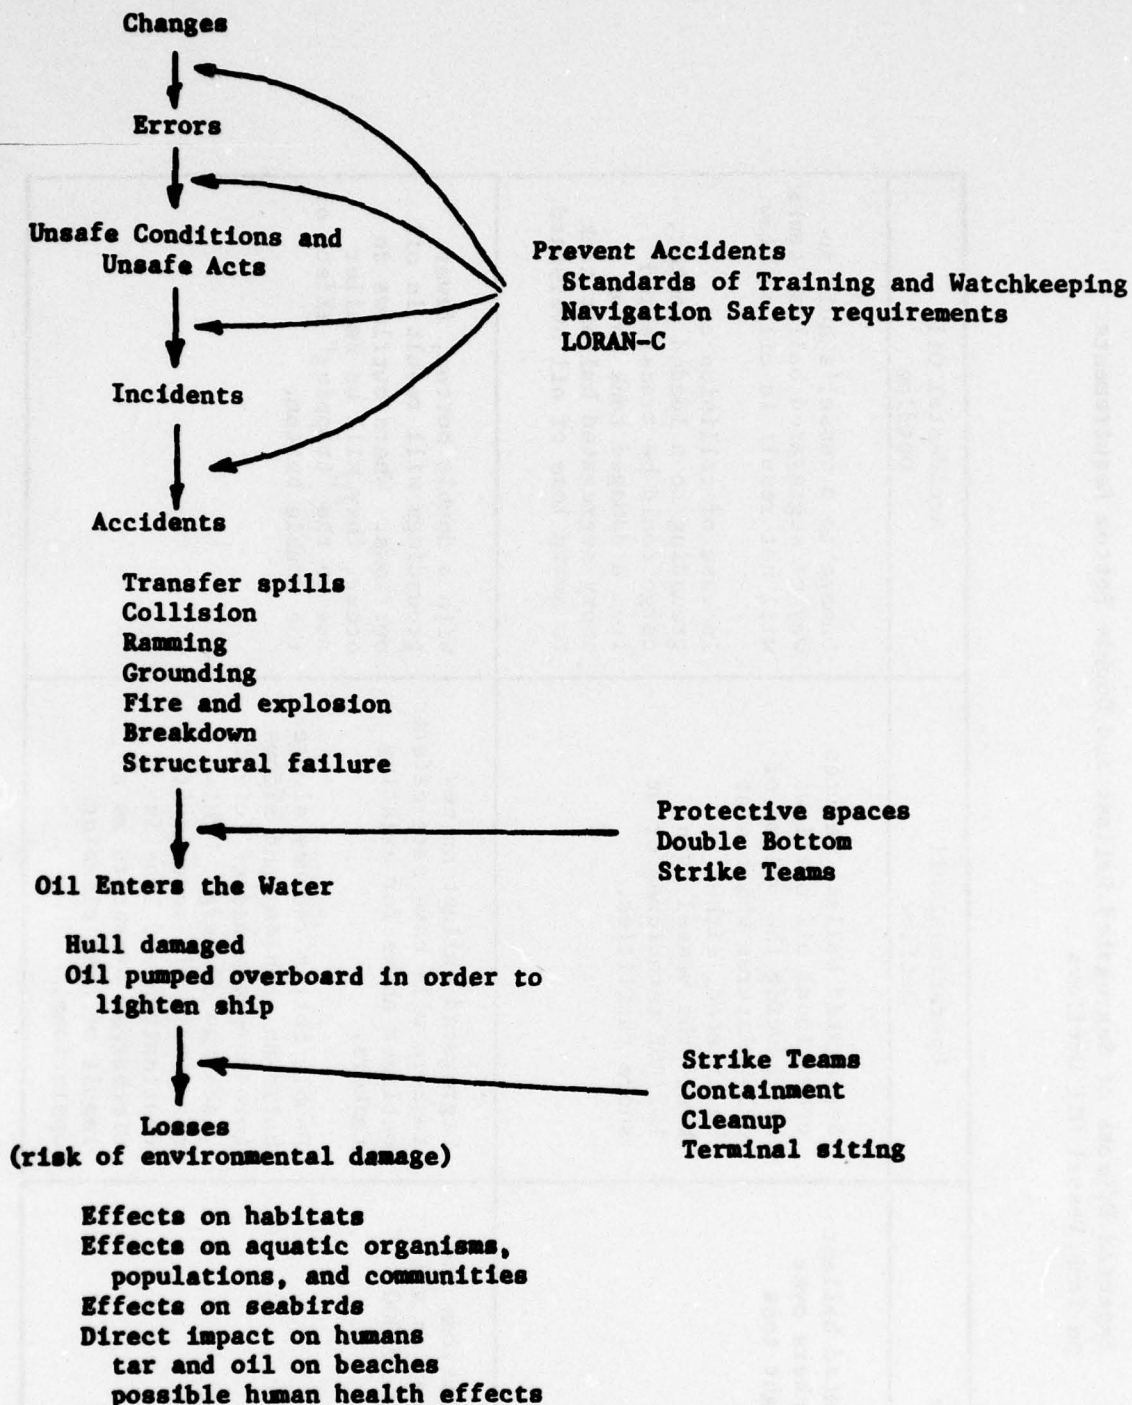 Changes
Errors
Unsafe Conditions and
Unsafe Acts
Prevent Accidents
Standards of Training and Watchkeeping
Navigation Safety requirements
LORAN-C
Incidents
Accidents
Transfer spills
Collision
Ramming
Grounding
Fire and explosion
Breakdown
Structural failure
Protective spaces
Double Bottom
Strike Teams
Oil Enters the Water
Hull damaged
Oil pumped overboard in order to
lighten ship
Strike Teams
Containment
Cleanup
Terminal siting
Losses
(risk of environmental damage)
Effects on habitats
Effects on aquatic organisms,
populations, and communities
Effects on seabirds
Direct impact on humans
tar and oil on beaches
possible human health effects